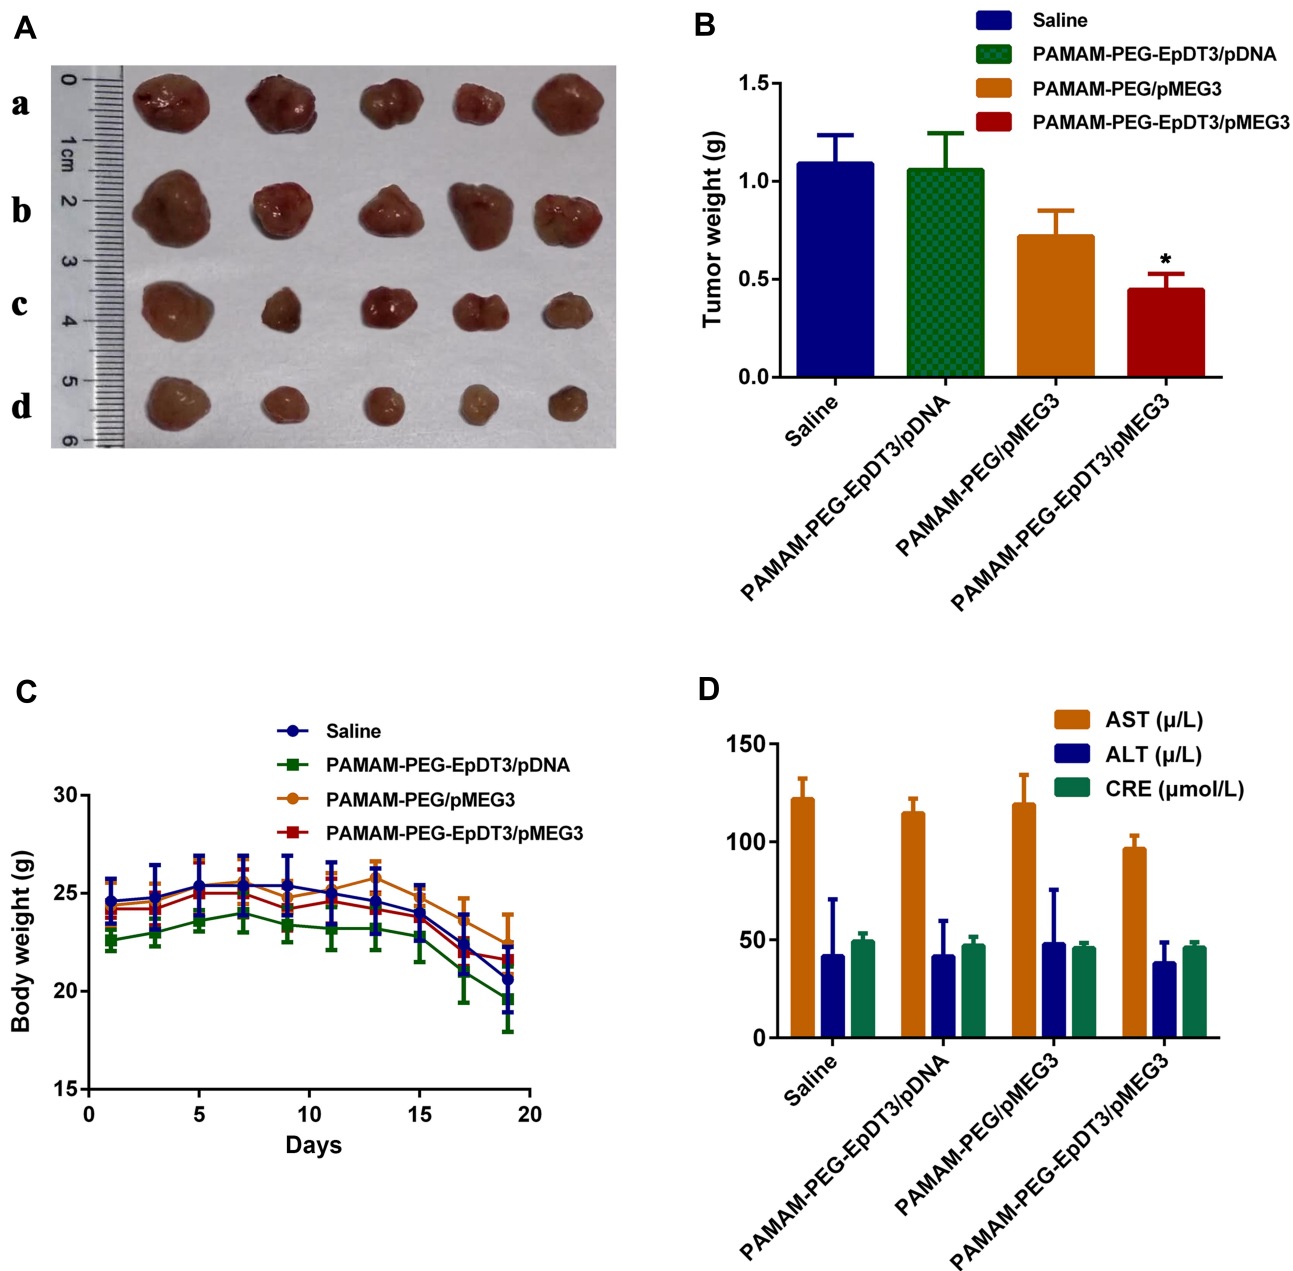 A
a
b
c
d
0
1cm
2
3
4
5
6
B
Saline
PAMAM-PEG-EpDT3/pDNA
PAMAM-PEG/pMEG3
PAMAM-PEG-EpDT3/pMEG3
Tumor weight (g)
1.5
1.0
0.5
0.0
*
Saline
PAMAM-PEG-EpDT3/pDNA
PAMAM-PEG/pMEG3
PAMAM-PEG-EpDT3/pMEG3
C
Saline
PAMAM-PEG-EpDT3/pDNA
PAMAM-PEG/pMEG3
PAMAM-PEG-EpDT3/pMEG3
Body weight (g)
30
25
20
15
0 5 10 15 20
Days
D
AST (µ/L)
ALT (µ/L)
CRE (µmol/L)
150
100
50
0
Saline
PAMAM-PEG-EpDT3/pDNA
PAMAM-PEG/pMEG3
PAMAM-PEG-EpDT3/pMEG3